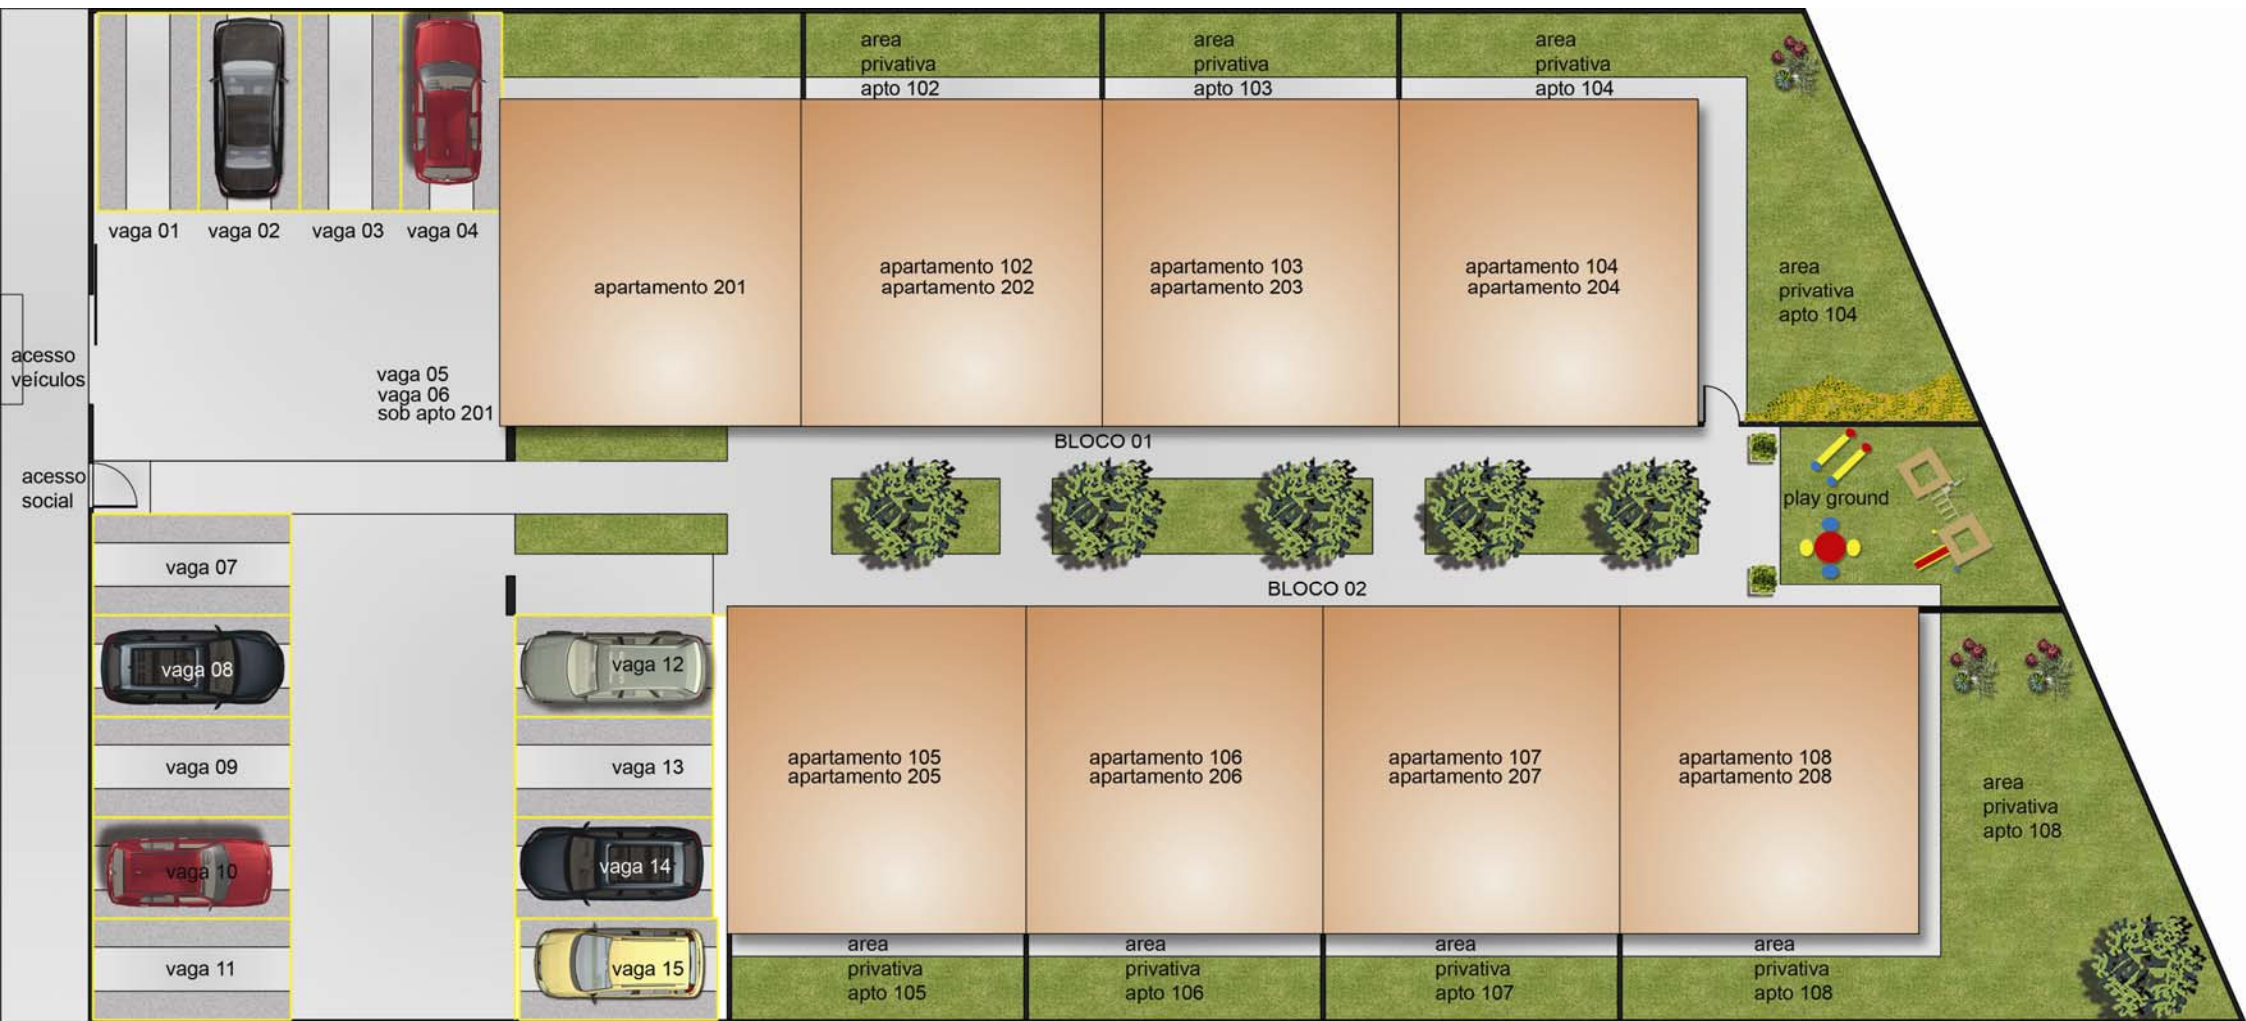 area
privativa
apto 102
area
privativa
apto 103
area
privativa
apto 104
vaga 01
vaga 02
vaga 03
vaga 04
apartamento 201
apartamento 102
apartamento 202
apartamento 103
apartamento 203
apartamento 104
apartamento 204
area
privativa
apto 104
acesso
veículos
vaga 05
vaga 06
sob apto 201
BLOCO 01
acesso
social
play ground
BLOCO 02
vaga 07
vaga 08
vaga 09
vaga 10
vaga 11
vaga 12
vaga 13
vaga 14
vaga 15
apartamento 105
apartamento 205
apartamento 106
apartamento 206
apartamento 107
apartamento 207
apartamento 108
apartamento 208
area
privativa
apto 108
area
privativa
apto 105
area
privativa
apto 106
area
privativa
apto 107
area
privativa
apto 108